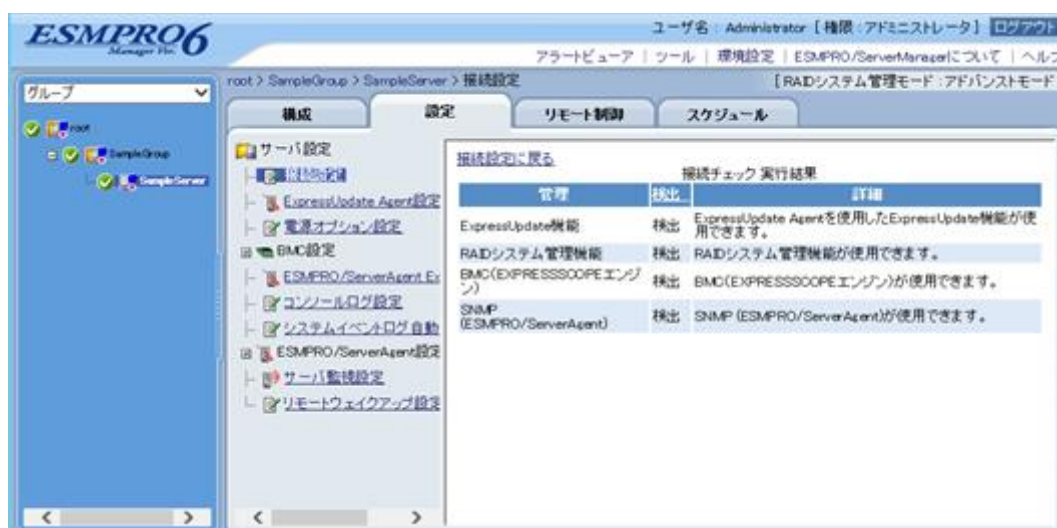 ESMPRO6
Manager Ver.
ユーザ名 : Administrator [ 権限 : アドミニストレータ ] ログアウト
アラートビューア | ツール | 環境設定 | ESMPRO/ServerManagerについて | ヘルプ
グループ
root
SampleGroup
SampleServer
root > SampleGroup > SampleServer > 接続設定
[ RAIDシステム管理モード : アドバンストモード
構成
設定
リモート制御
スケジュール
サーバ設定
接続設定
ExpressUpdate Agent設定
電源オプション設定
BMC設定
ESMPRO/ServerAgent Ex
コンソールログ設定
システムイベントログ自動
ESMPRO/ServerAgent設定
サーバ監視設定
リモートウェイクアップ設定
接続設定に戻る
接続チェック 実行結果
管理 検出 詳細
ExpressUpdate機能 検出 ExpressUpdate Agentを使用したExpressUpdate機能が使
用できます。
RAIDシステム管理機能 検出 RAIDシステム管理機能が使用できます。
BMC(EXPRESSSCOPEエンジ
ン) 検出 BMC(EXPRESSSCOPEエンジン)が使用できます。
SNMP
(ESMPRO/ServerAgent) 検出 SNMP (ESMPRO/ServerAgent)が使用できます。